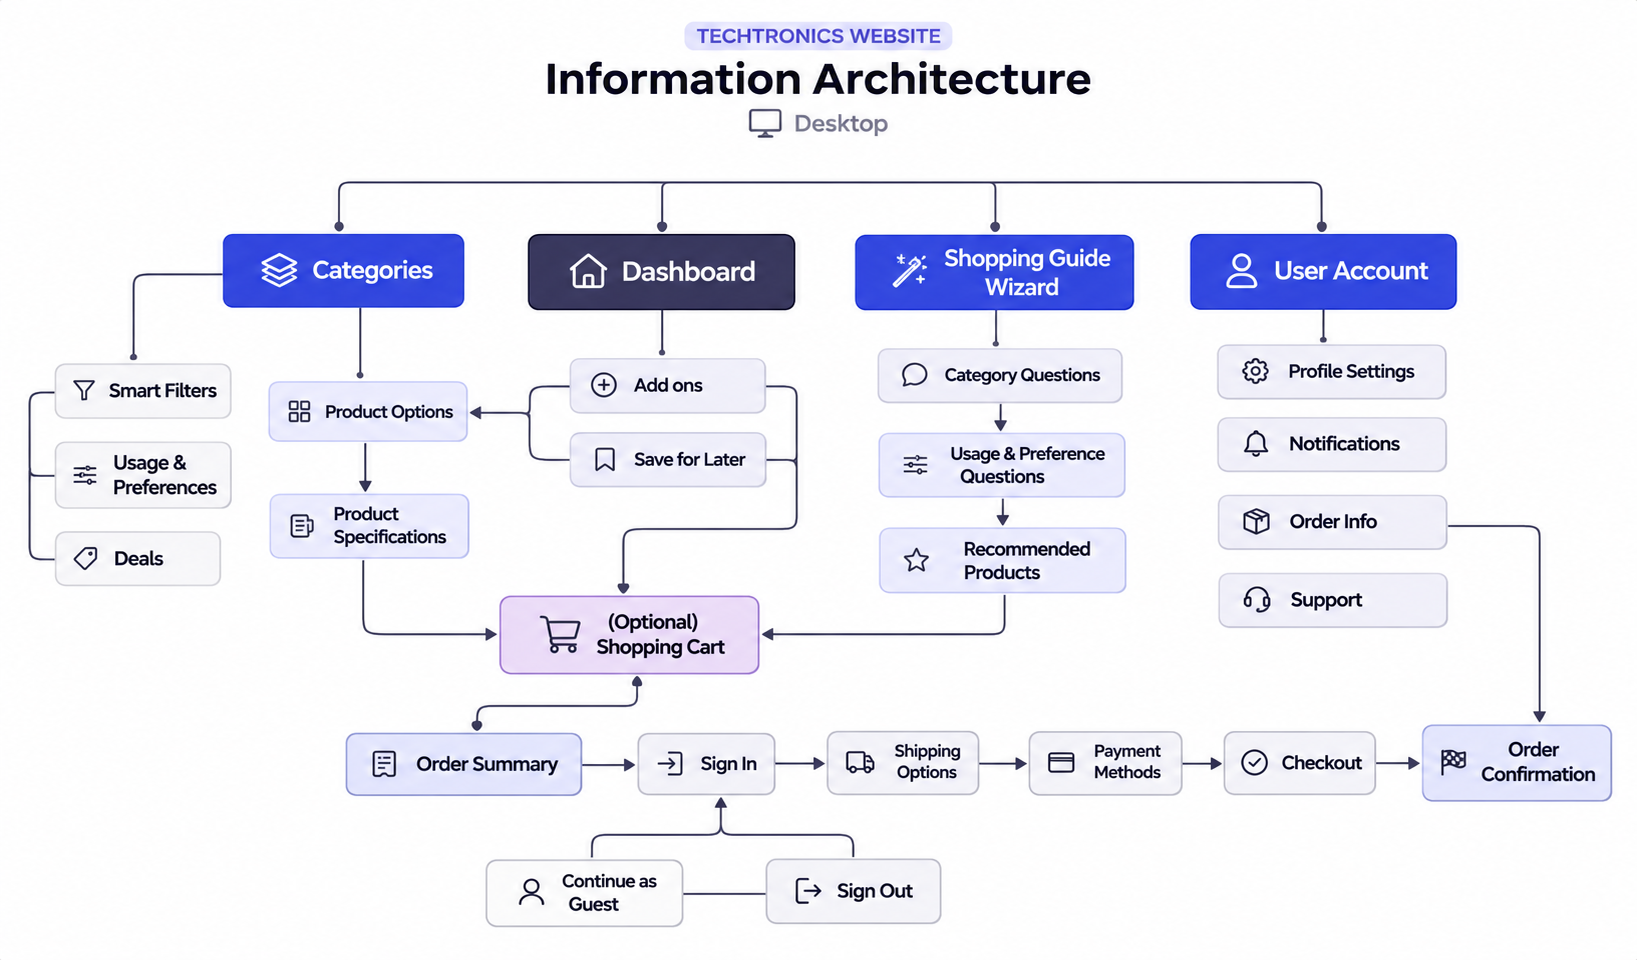 TECHTRONICS WEBSITE
Information Architecture
Desktop
Categories
Dashboard
Shopping Guide
Wizard
User Account
Smart Filters
Usage &
Preferences
Deals
Product Options
Product
Specifications
Add ons
Save for Later
Category Questions
Usage & Preference
Questions
Recommended
Products
Profile Settings
Notifications
Order Info
Support
(Optional)
Shopping Cart
Order Summary
Sign In
Shipping
Options
Payment
Methods
Checkout
Order
Confirmation
Continue as
Guest
Sign Out